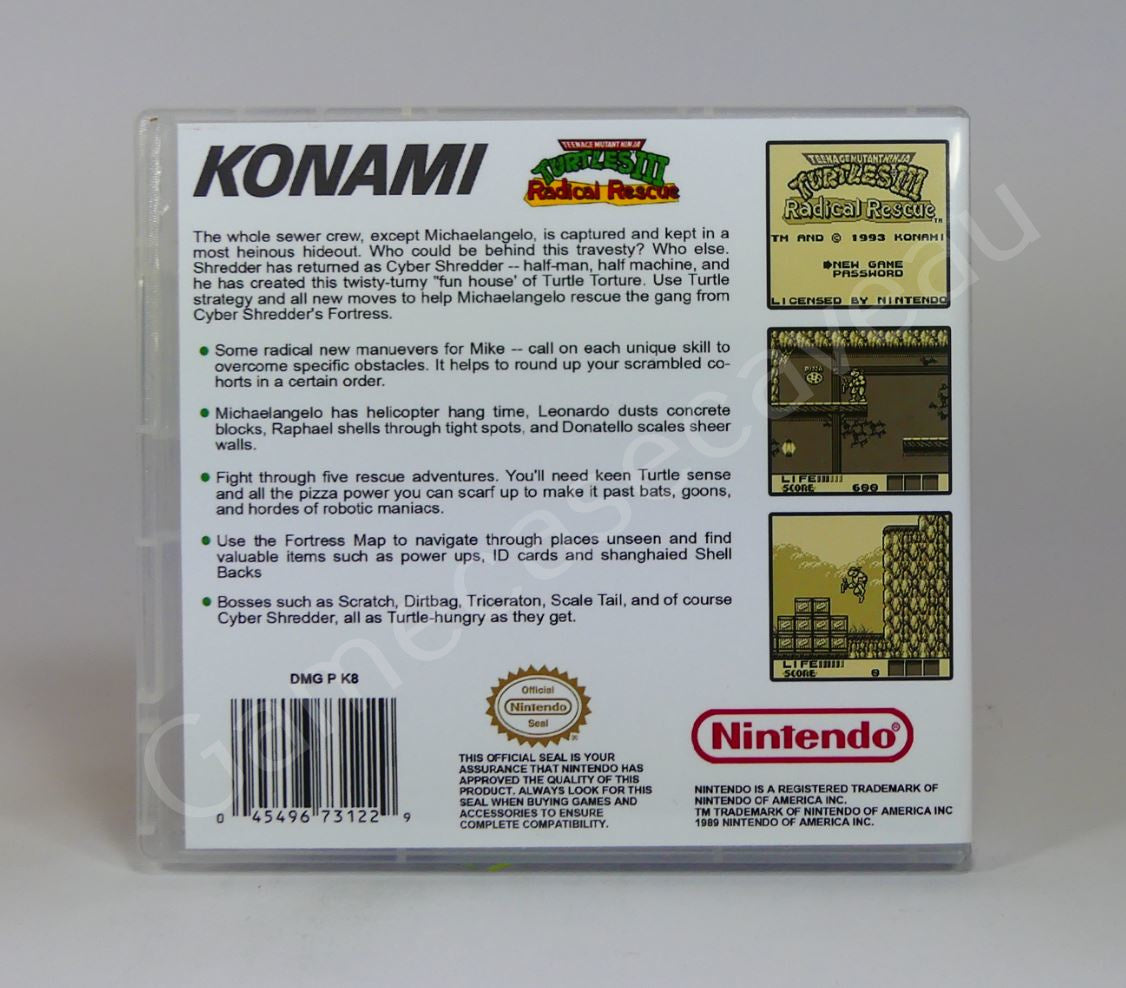 KONAMI
TEENAGE MUTANT NINJA
TURTLES III
Radical Rescue
The whole sewer crew, except Michaelangelo, is captured and kept in a
most heinous hideout. Who could be behind this travesty? Who else.
Shredder has returned as Cyber Shredder -- half-man, half machine, and
he has created this twisty-turny "fun house' of Turtle Torture. Use Turtle
strategy and all new moves to help Michaelangelo rescue the gang from
Cyber Shredder's Fortress.
● Some radical new manuevers for Mike -- call on each unique skill to
overcome specific obstacles. It helps to round up your scrambled co-
horts in a certain order.
● Michaelangelo has helicopter hang time, Leonardo dusts concrete
blocks, Raphael shells through tight spots, and Donatello scales sheer
walls.
● Fight through five rescue adventures. You'll need keen Turtle sense
and all the pizza power you can scarf up to make it past bats, goons,
and hordes of robotic maniacs.
● Use the Fortress Map to navigate through places unseen and find
valuable items such as power ups, ID cards and shanghaied Shell
Backs
● Bosses such as Scratch, Dirtbag, Triceraton, Scale Tail, and of course
Cyber Shredder, all as Turtle-hungry as they get.
TEENAGE MUTANT NINJA
TURTLES III
Radical Rescue TM
TM AND © 1993 KONAMI
NEW GAME
PASSWORD
LICENSED BY NINTENDO
PIZZA
LIFE
SCORE 600
LIFE
SCORE 0
DMG P K8
0 45496 73122 9
Official
Nintendo
Seal
®
THIS OFFICIAL SEAL IS YOUR
ASSURANCE THAT NINTENDO HAS
APPROVED THE QUALITY OF THIS
PRODUCT. ALWAYS LOOK FOR THIS
SEAL WHEN BUYING GAMES AND
ACCESSORIES TO ENSURE
COMPLETE COMPATIBILITY.
Nintendo®
NINTENDO IS A REGISTERED TRADEMARK OF
NINTENDO OF AMERICA INC.
TM TRADEMARK OF NINTENDO OF AMERICA INC
1989 NINTENDO OF AMERICA INC.
Gamecasecaveau